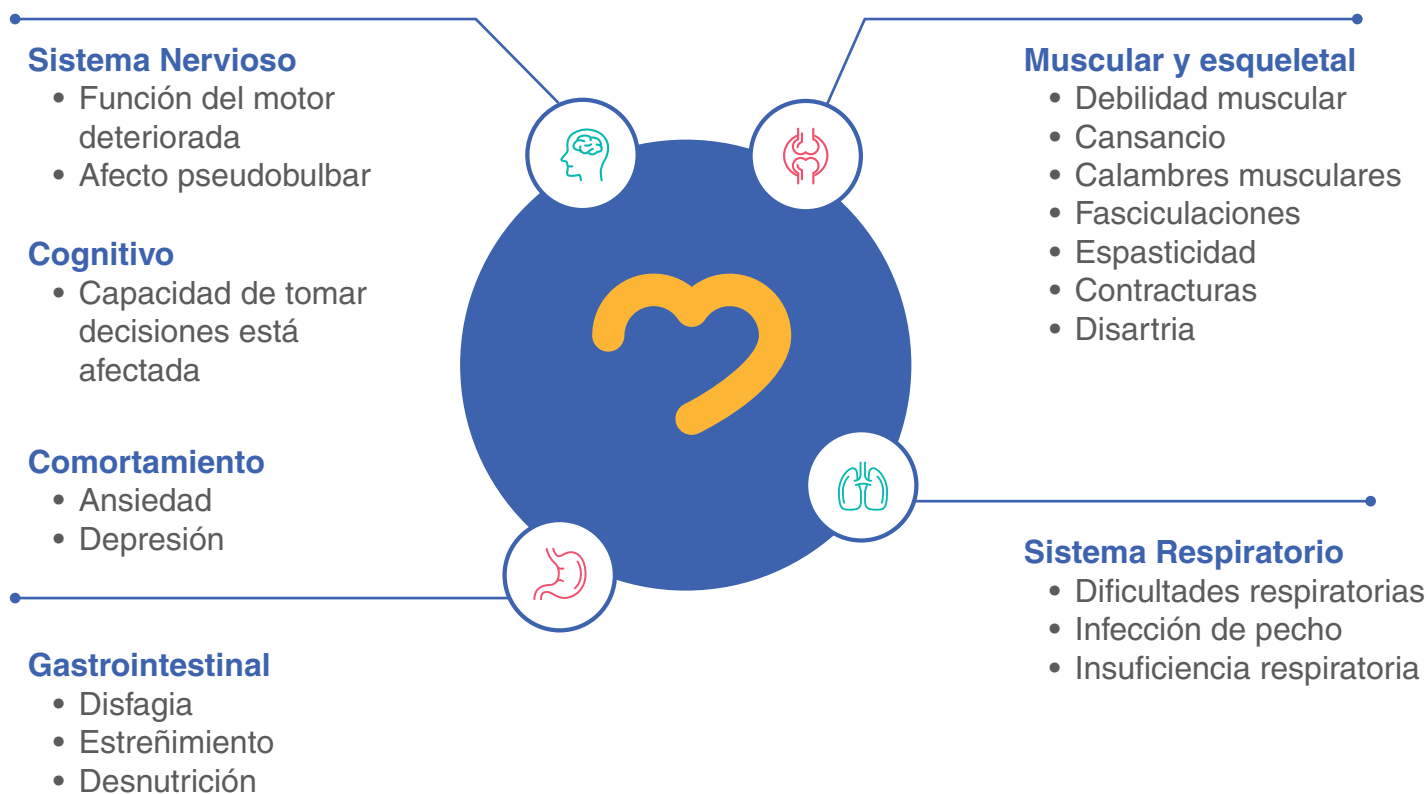 Sistema Nervioso
• Función del motor
deteriorada
• Afecto pseudobulbar
Cognitivo
• Capacidad de tomar
decisiones está
afectada
Comortamiento
• Ansiedad
• Depresión
Gastrointestinal
• Disfagia
• Estreñimiento
• Desnutrición
Muscular y esqueletal
• Debilidad muscular
• Cansancio
• Calambres musculares
• Fasciculaciones
• Espasticidad
• Contracturas
• Disartria
Sistema Respiratorio
• Dificultades respiratorias
• Infección de pecho
• Insuficiencia respiratoria